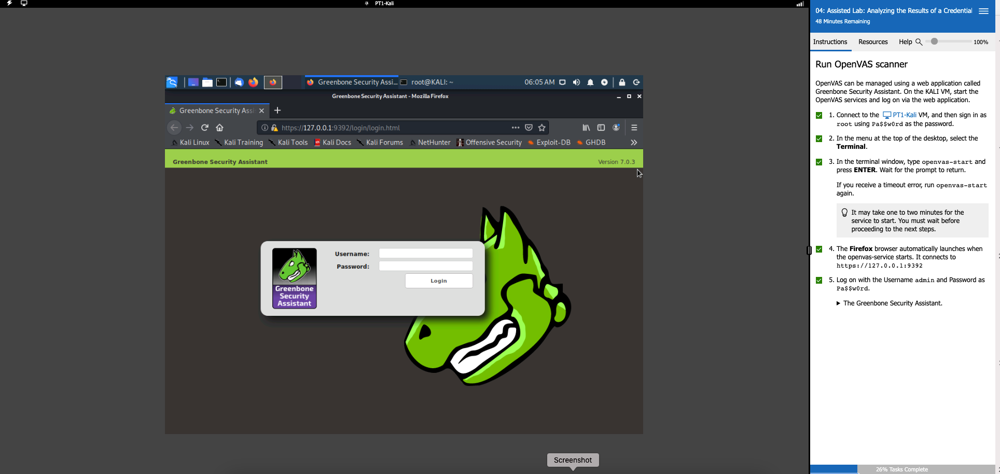 PT1-Kali
Greenbone Security Assi...
root@KALI: ~
06:05 AM
Greenbone Security Assistant - Mozilla Firefox
Greenbone Security Assi
https://127.0.0.1:9392/login/login.html
Kali Linux
Kali Training
Kali Tools
Kali Docs
Kali Forums
NetHunter
Offensive Security
Exploit-DB
GHDB
Greenbone Security Assistant
Version 7.0.3
Greenbone
Security
Assistant
Username:
Password:
Login
Screenshot
04: Assisted Lab: Analyzing the Results of a Credential
48 Minutes Remaining
Instructions
Resources
Help
100%
Run OpenVAS scanner
OpenVAS can be managed using a web application called
Greenbone Security Assistant. On the KALI VM, start the
OpenVAS services and log on via the web application.
1. Connect to the PT1-Kali VM, and then sign in as
root using Pa$$w0rd as the password.
2. In the menu at the top of the desktop, select the
Terminal.
3. In the terminal window, type openvas-start and
press ENTER. Wait for the prompt to return.
If you receive a timeout error, run openvas-start
again.
It may take one to two minutes for the
service to start. You must wait before
proceeding to the next steps.
4. The Firefox browser automatically launches when
the openvas-service starts. It connects to
https://127.0.0.1:9392
5. Log on with the Username admin and Password as
Pa$$w0rd.
The Greenbone Security Assistant.
26% Tasks Complete